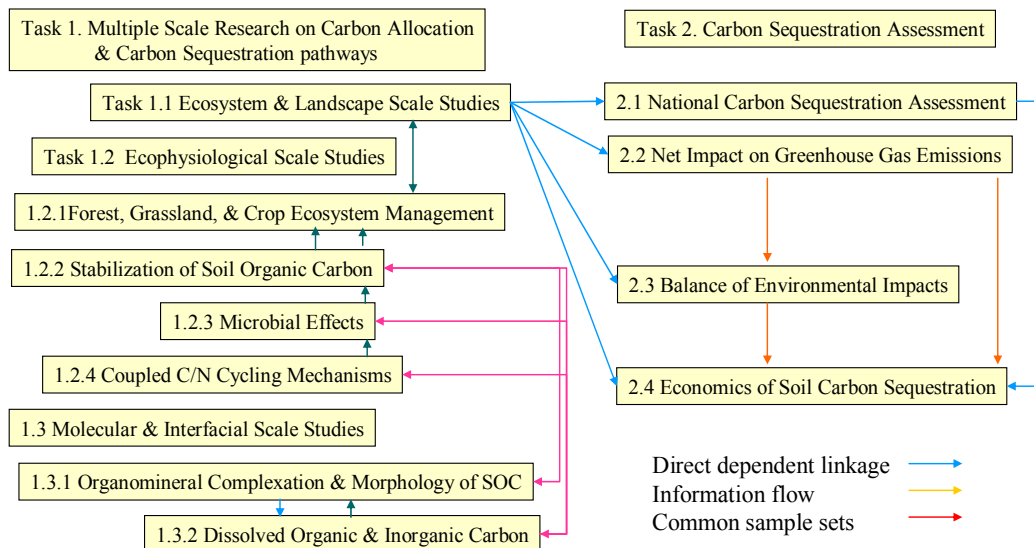 Task 1. Multiple Scale Research on Carbon Allocation
& Carbon Sequestration pathways
Task 2. Carbon Sequestration Assessment
Task 1.1 Ecosystem & Landscape Scale Studies
2.1 National Carbon Sequestration Assessment
Task 1.2 Ecophysiological Scale Studies
2.2 Net Impact on Greenhouse Gas Emissions
1.2.1Forest, Grassland, & Crop Ecosystem Management
1.2.2 Stabilization of Soil Organic Carbon
2.3 Balance of Environmental Impacts
1.2.3 Microbial Effects
1.2.4 Coupled C/N Cycling Mechanisms
2.4 Economics of Soil Carbon Sequestration
1.3 Molecular & Interfacial Scale Studies
1.3.1 Organomineral Complexation & Morphology of SOC
1.3.2 Dissolved Organic & Inorganic Carbon
Direct dependent linkage
Information flow
Common sample sets